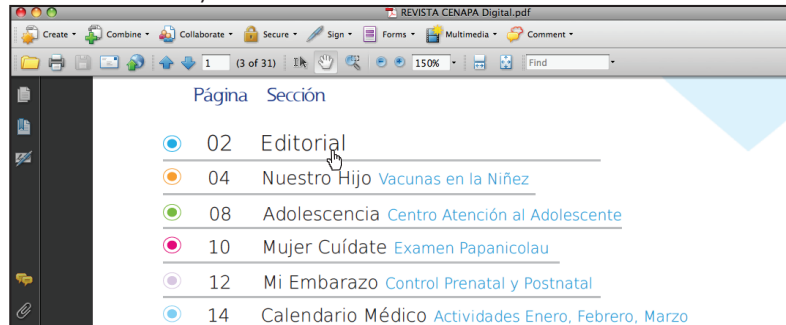 REVISTA CENAPA Digital.pdf
Create Combine Collaborate Secure Sign Forms Multimedia Comment
1 (3 of 31) 150% Find
Página Sección
02 Editorial
04 Nuestro Hijo Vacunas en la Niñez
08 Adolescencia Centro Atención al Adolescente
10 Mujer Cuídate Examen Papanicolau
12 Mi Embarazo Control Prenatal y Postnatal
14 Calendario Médico Actividades Enero, Febrero, Marzo